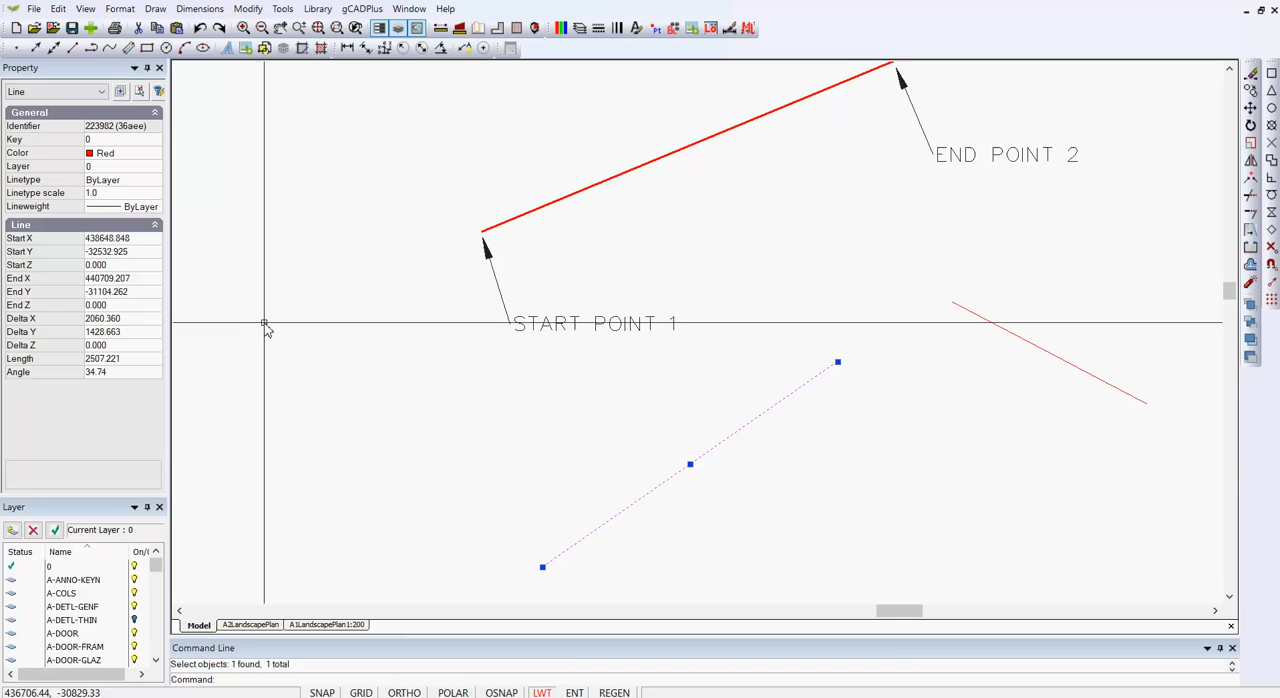 File Edit View Format Draw Dimensions Modify Tools Library gCADPlus Window Help
Property
Line
General
Identifier 223982 (36aee)
Key 0
Color Red
Layer 0
Linetype ByLayer
Linetype scale 1.0
Lineweight ByLayer
Line
Start X 438648.848
Start Y -32532.925
Start Z 0.000
End X 440709.207
End Y -31104.262
End Z 0.000
Delta X 2060.360
Delta Y 1428.663
Delta Z 0.000
Length 2507.221
Angle 34.74
END POINT 2
START POINT 1
Layer
Current Layer : 0
Status Name On/(
0
A-ANNO-KEYN
A-COLS
A-DETL-GENF
A-DETL-THIN
A-DOOR
A-DOOR-FRAM
A-DOOR-GLAZ
Model A2LandscapePlan A1LandscapePlan1:200
Command Line
Select objects: 1 found, 1 total
Command:
436706.44, -30829.33 SNAP GRID ORTHO POLAR OSNAP LWT ENT REGEN